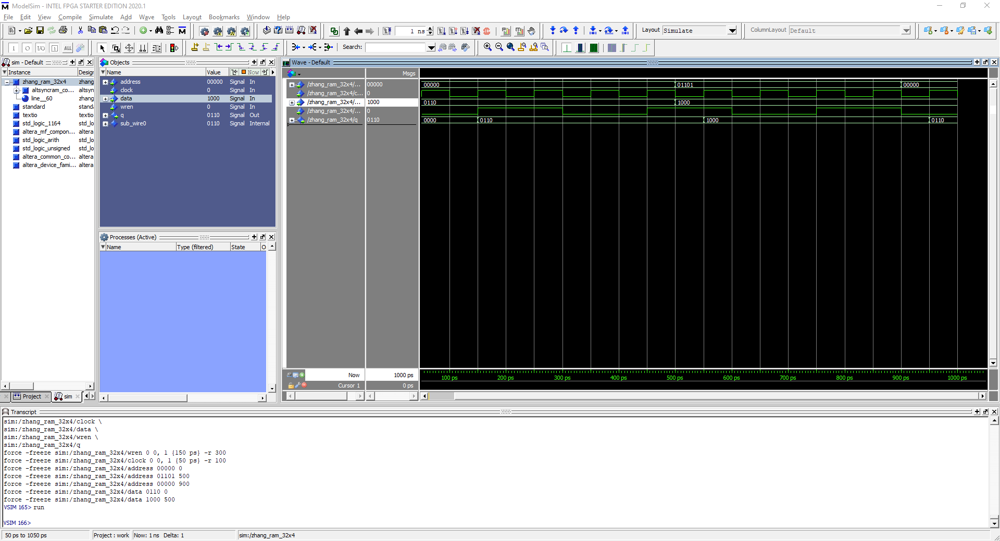 ModelSim - INTEL FPGA STARTER EDITION 2020.1
File Edit View Compile Simulate Add Wave Tools Layout Bookmarks Window Help
1 ns
Layout Simulate
ColumnLayout Default
ALL
Search:
sim - Default
Instance Desigr
zhang_ram_32x4 zhang
altsyncram_co... altsyn
line__60 zhang
standard stand
textio textio
std_logic_1164 std_lo
altera_mf_compon... altera
std_logic_arith std_lo
std_logic_unsigned std_lo
altera_common_co... altera
altera_device_fami... altera
Project sim
Objects
Name Value Now
address 00000 Signal In
clock 0 Signal In
data 1000 Signal In
wren 0 Signal In
q 0110 Signal Out
sub_wire0 0110 Signal Internal
Processes (Active)
Name Type (filtered) State O
Wave - Default
Msgs
/zhang_ram_32x4/... 00000 00000 01101 00000
/zhang_ram_32x4/c... 0
/zhang_ram_32x4/... 1000 0110 1000
/zhang_ram_32x4/... 0
/zhang_ram_32x4/q 0110 0000 0110 1000 0110
Now 1000 ps
100 ps 200 ps 300 ps 400 ps 500 ps 600 ps 700 ps 800 ps 900 ps 1000 ps
Cursor 1 0 ps
Transcript
sim:/zhang_ram_32x4/clock \
sim:/zhang_ram_32x4/data \
sim:/zhang_ram_32x4/wren \
sim:/zhang_ram_32x4/q
force -freeze sim:/zhang_ram_32x4/wren 0 0, 1 {150 ps} -r 300
force -freeze sim:/zhang_ram_32x4/clock 0 0, 1 {50 ps} -r 100
force -freeze sim:/zhang_ram_32x4/address 00000 0
force -freeze sim:/zhang_ram_32x4/address 01101 500
force -freeze sim:/zhang_ram_32x4/address 00000 900
force -freeze sim:/zhang_ram_32x4/data 0110 0
force -freeze sim:/zhang_ram_32x4/data 1000 500
VSIM 165> run
VSIM 166>
50 ps to 1050 ps Project : work Now: 1 ns Delta: 1 sim:/zhang_ram_32x4